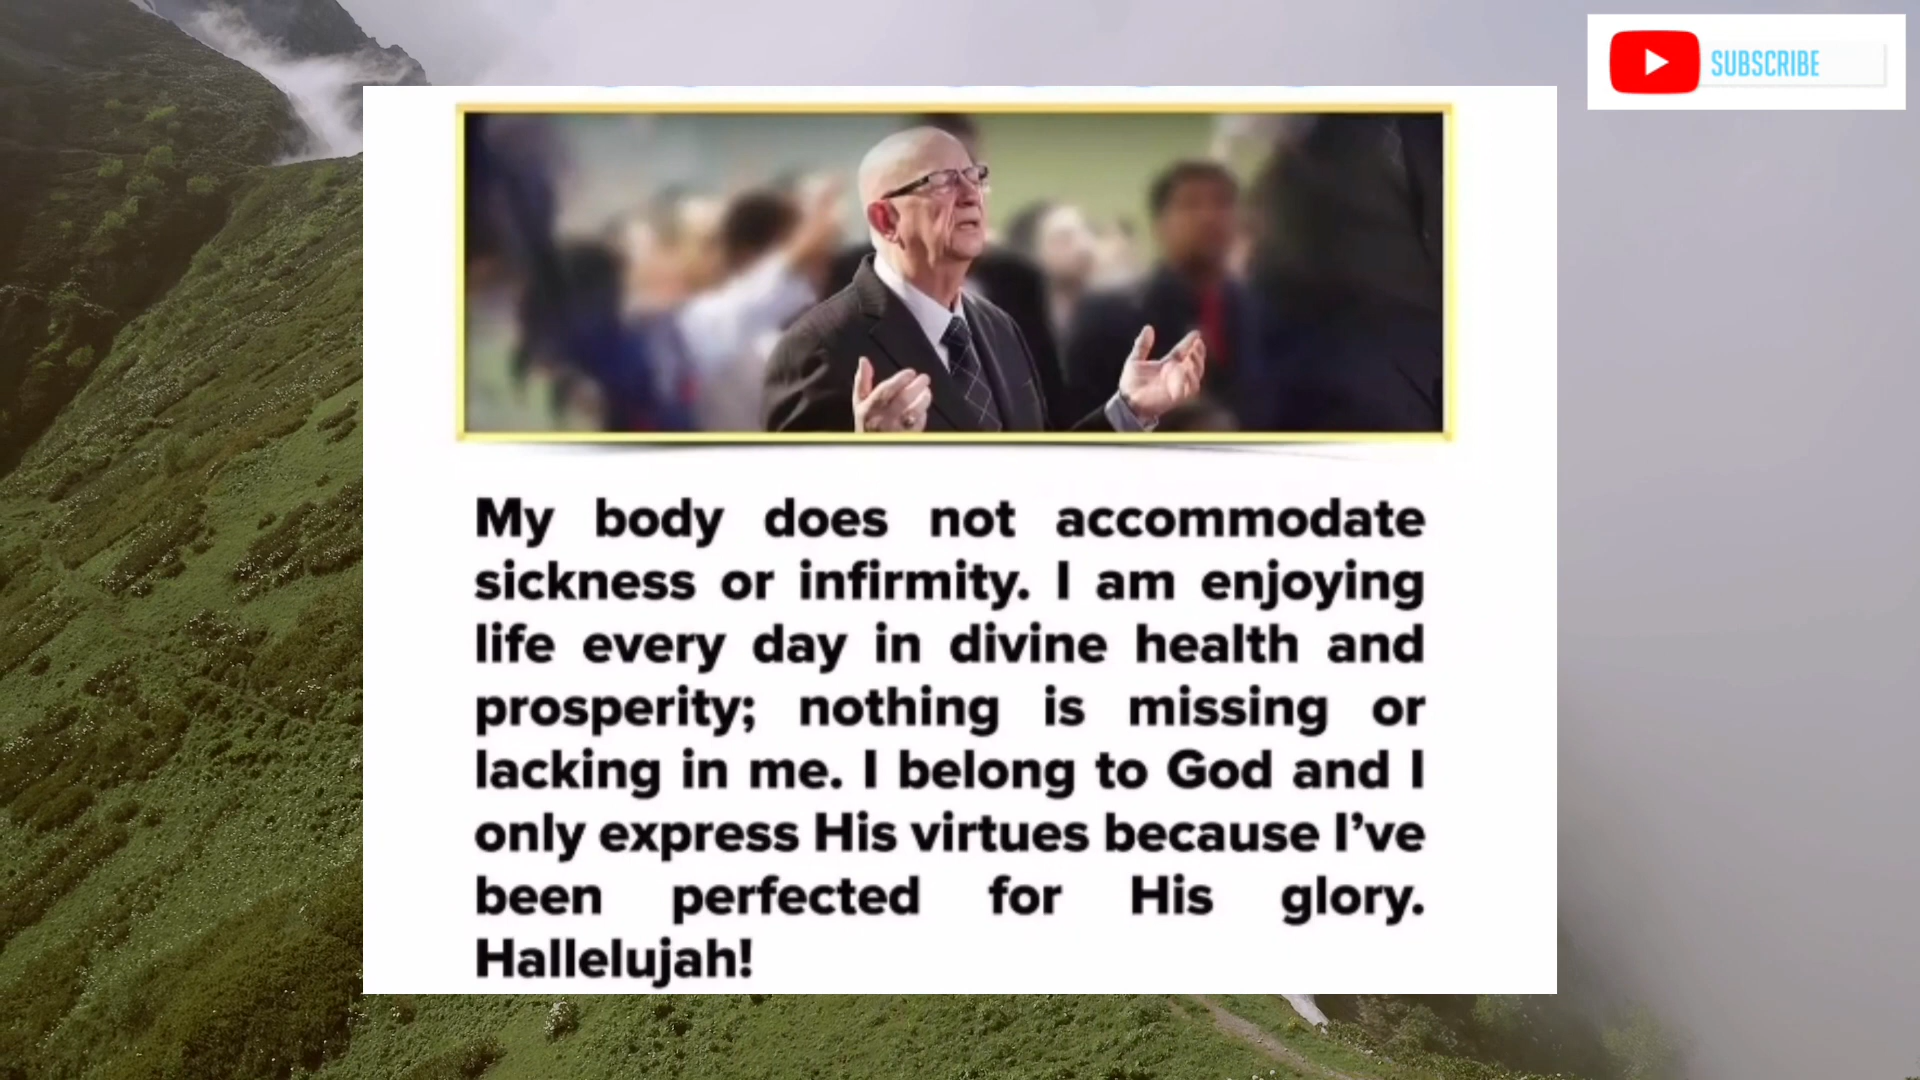 SUBSCRIBE
My body does not accommodate
sickness or infirmity. I am enjoying
life every day in divine health and
prosperity; nothing is missing or
lacking in me. I belong to God and I
only express His virtues because I’ve
been perfected for His glory.
Hallelujah!